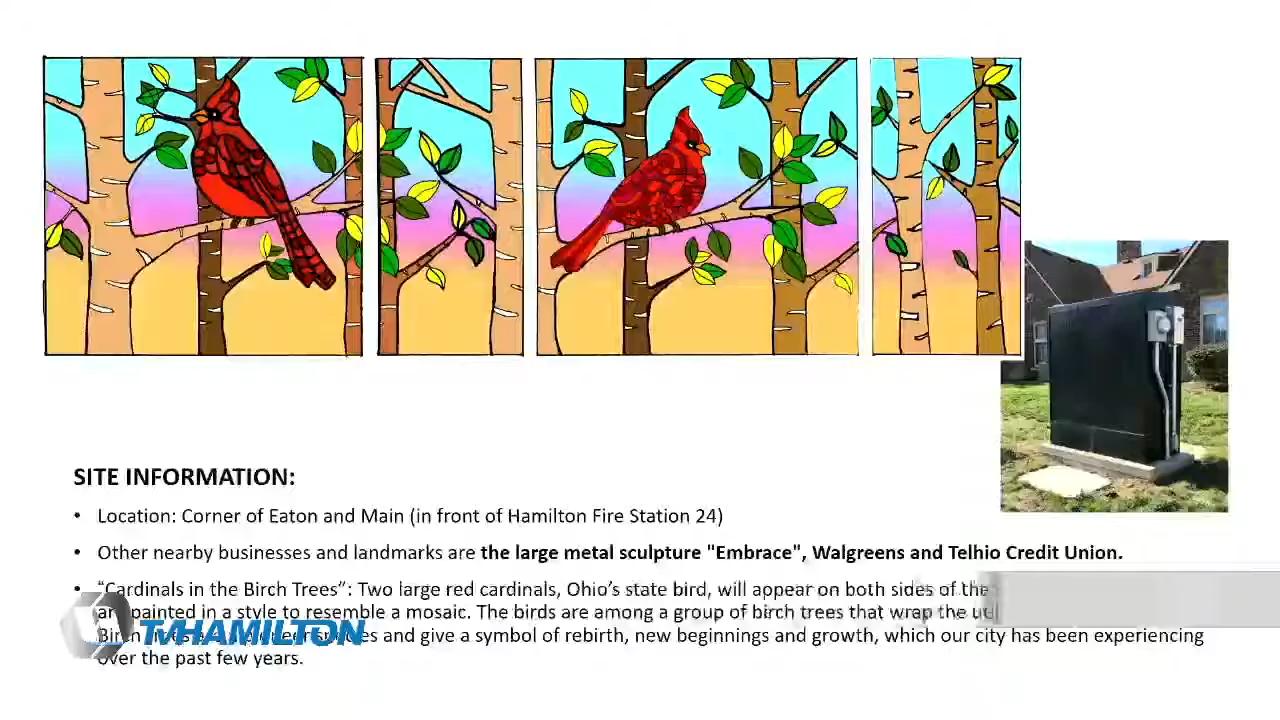 SITE INFORMATION:
• Location: Corner of Eaton and Main (in front of Hamilton Fire Station 24)
• Other nearby businesses and landmarks are the large metal sculpture "Embrace", Walgreens and Telhio Credit Union.
• “Cardinals in the Birch Trees”: Two large red cardinals, Ohio’s state bird, will appear on both sides of the
painted in a style to resemble a mosaic. The birds are among a group of birch trees that wrap the
Birch and give a symbol of rebirth, new beginnings and growth, which our city has been experiencing
over the past few years.
TVHAMILTON